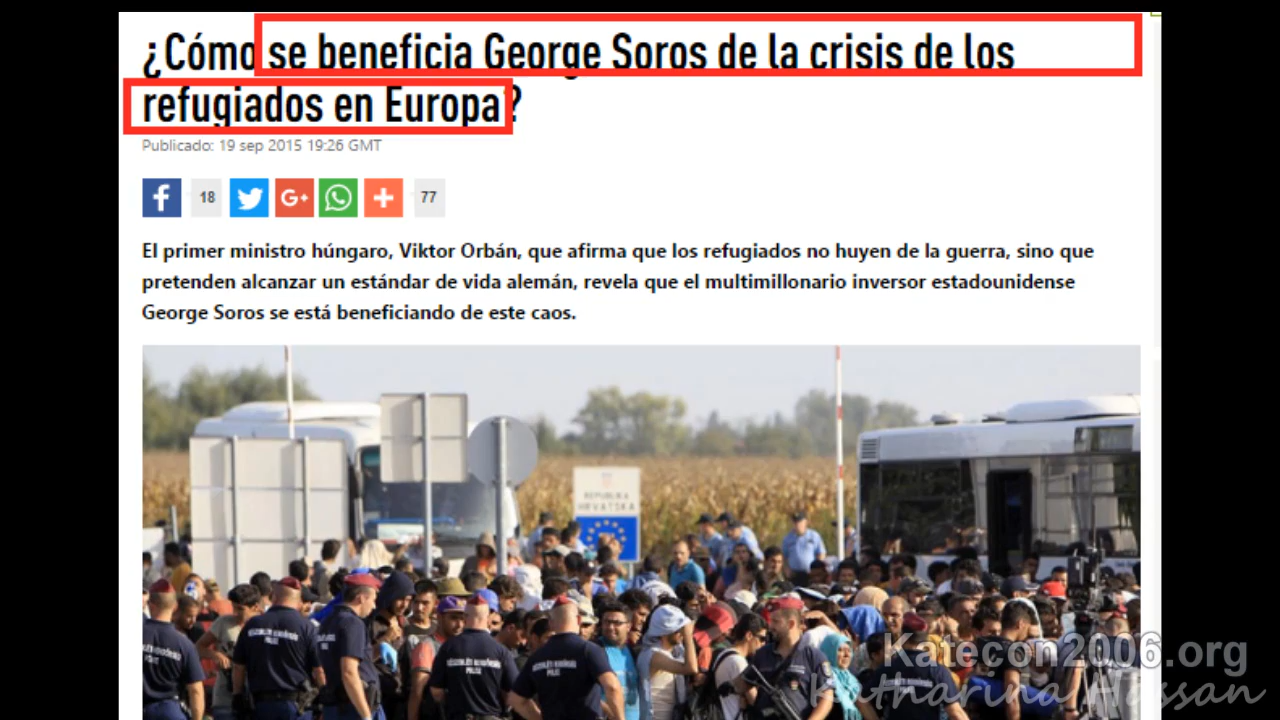 ¿Cómo se beneficia George Soros de la crisis de los
refugiados en Europa?
Publicado: 19 sep 2015 19:26 GMT
f
18
G+
+
77
El primer ministro húngaro, Viktor Orbán, que afirma que los refugiados no huyen de la guerra, sino que
pretenden alcanzar un estándar de vida alemán, revela que el multimillonario inversor estadounidense
George Soros se está beneficiando de este caos.
REPUBLIKA
HRVATSKA
Katecon2006.org
Katharina Hassan